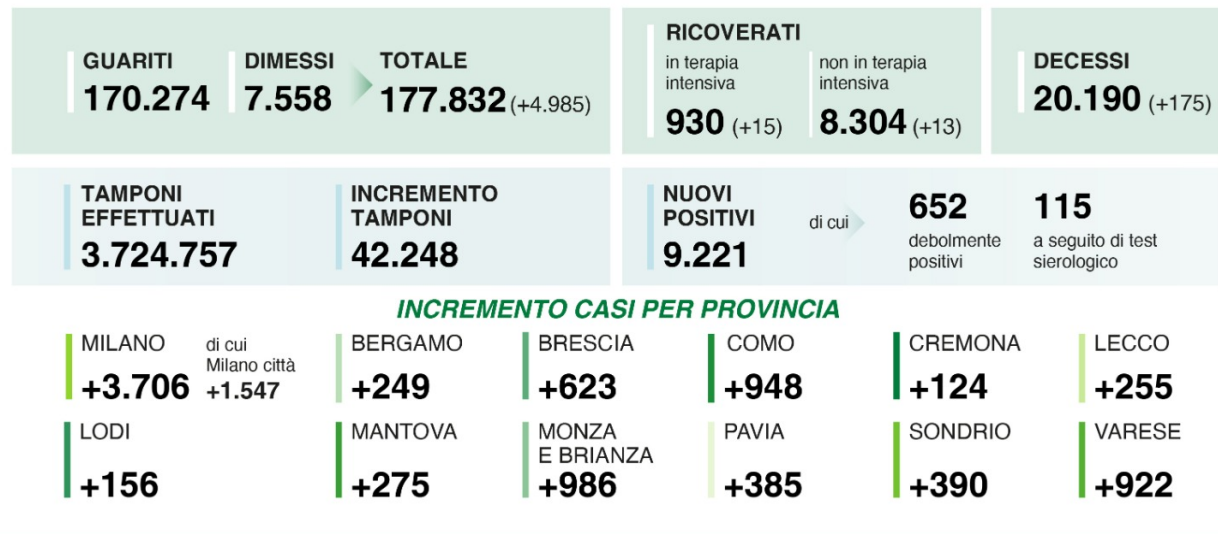 GUARITI
170.274
DIMESSI
7.558
TOTALE
177.832 (+4.985)
RICOVERATI
in terapia
intensiva
930 (+15)
non in terapia
intensiva
8.304 (+13)
DECESSI
20.190 (+175)
TAMPONI
EFFETTUATI
3.724.757
INCREMENTO
TAMPONI
42.248
NUOVI
POSITIVI
9.221
di cui
652
debolmente
positivi
115
a seguito di test
sierologico
INCREMENTO CASI PER PROVINCIA
MILANO
+3.706
di cui
Milano città
+1.547
BERGAMO
+249
BRESCIA
+623
COMO
+948
CREMONA
+124
LECCO
+255
LODI
+156
MANTOVA
+275
MONZA
E BRIANZA
+986
PAVIA
+385
SONDRIO
+390
VARESE
+922